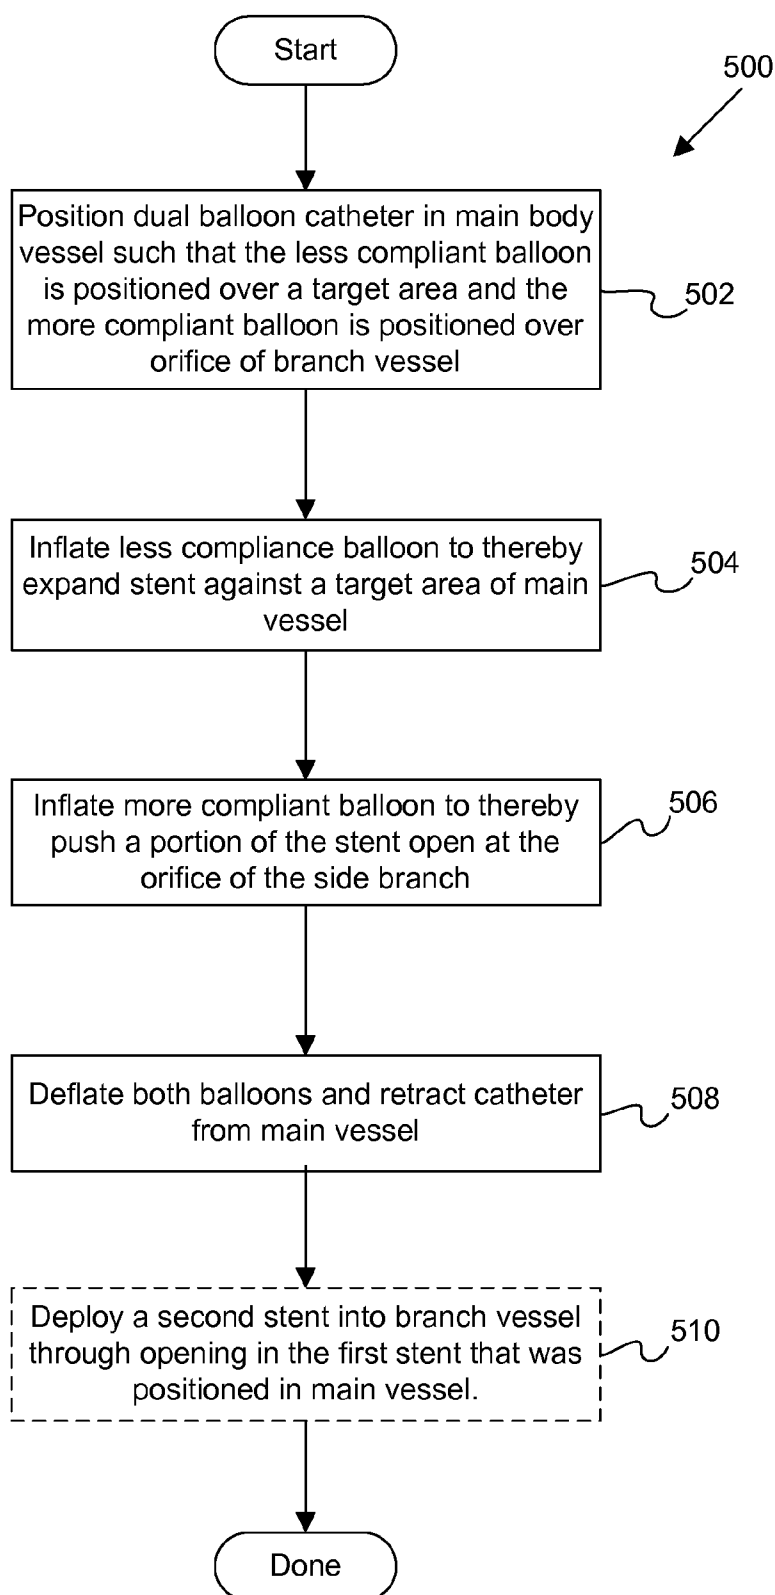 Start
500
Position dual balloon catheter in main body
vessel such that the less compliant balloon
is positioned over a target area and the
more compliant balloon is positioned over
orifice of branch vessel
502
Inflate less compliance balloon to thereby
expand stent against a target area of main
vessel
504
Inflate more compliant balloon to thereby
push a portion of the stent open at the
orifice of the side branch
506
Deflate both balloons and retract catheter
from main vessel
508
Deploy a second stent into branch vessel
through opening in the first stent that was
positioned in main vessel.
510
Done